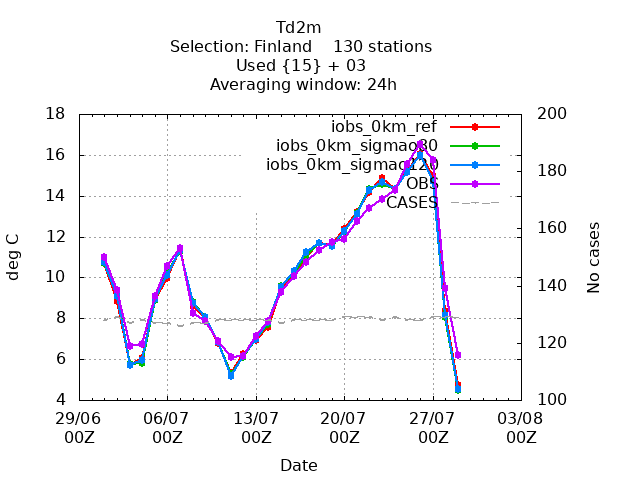 Td2m
Selection: Finland    130 stations
Used {15} + 03
Averaging window: 24h
18
16
14
12
10
8
6
4
200
180
160
140
120
100
deg C
No cases
iobs_0km_ref
iobs_0km_sigmao80
iobs_0km_sigmao120
OBS
CASES
29/06 06/07 13/07 20/07 27/07 03/08
00Z 00Z 00Z 00Z 00Z 00Z
Date